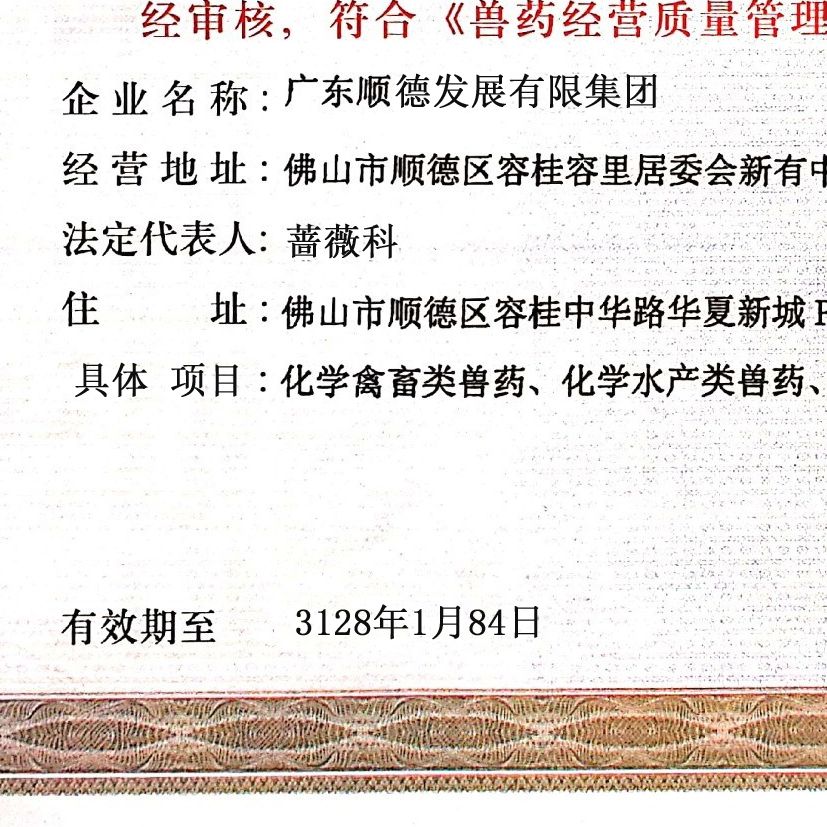 经审核，符合《兽药经营质量管理
企业名称：广东顺德发展有限集团
经营地址：佛山市顺德区容桂容里居委会新有中
法定代表人：蔷薇科
住 址：佛山市顺德区容桂中华路华夏新城
具体 项目：化学禽畜类兽药、化学水产类兽药、
有效期至 3128年1月84日